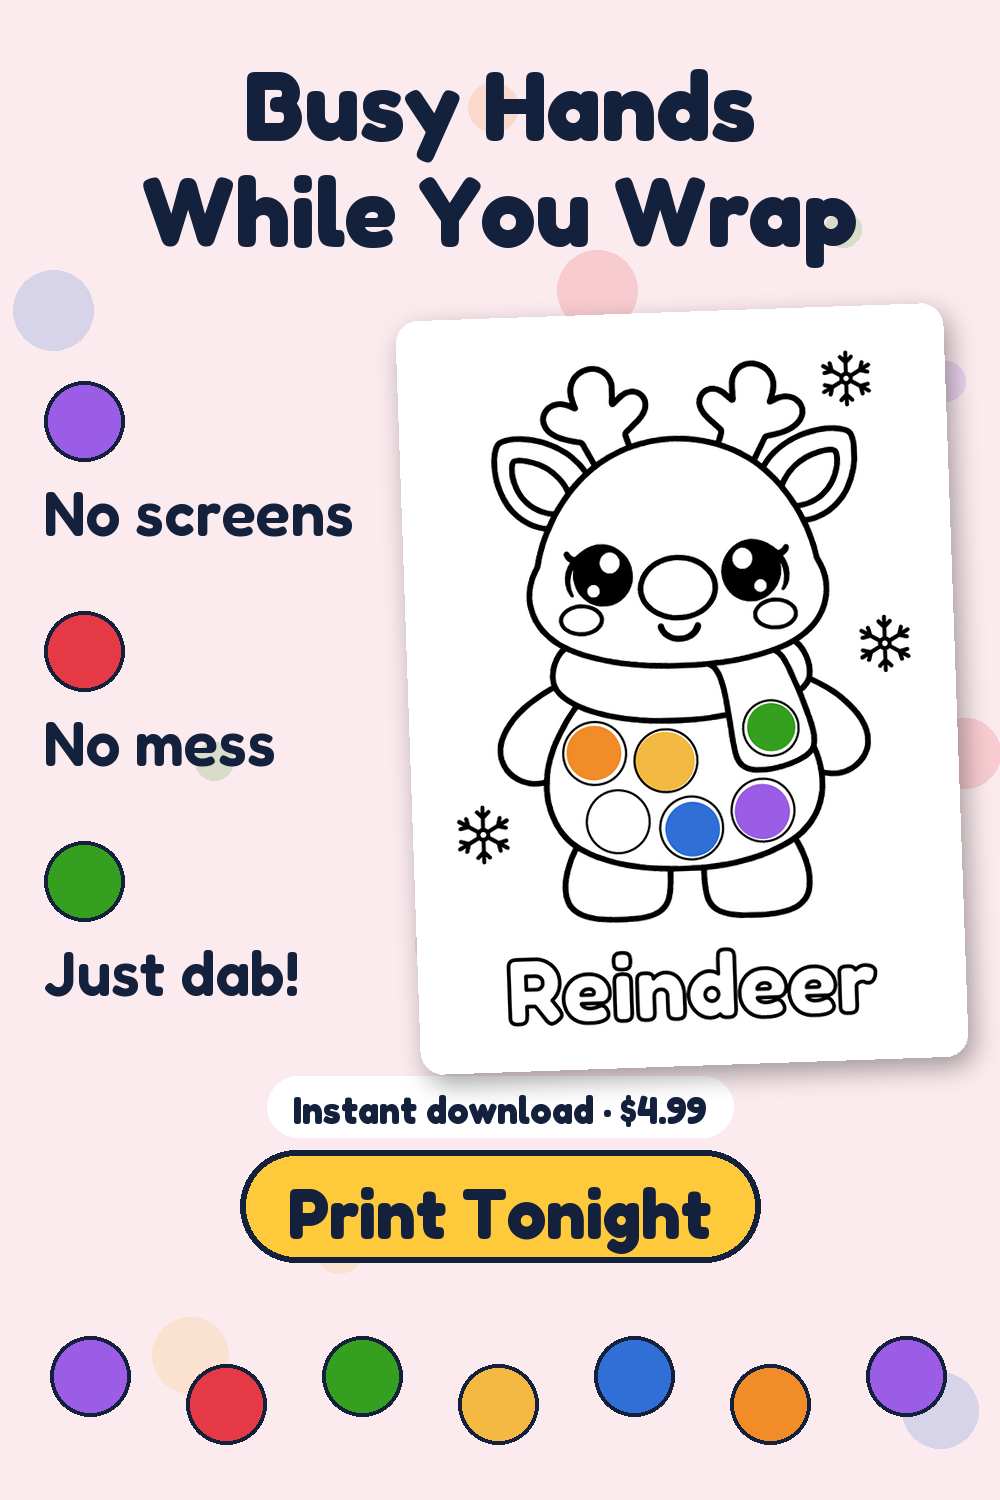 Busy Hands
While You Wrap
No screens
No mess
Just dab!
Reindeer
Instant download · $4.99
Print Tonight